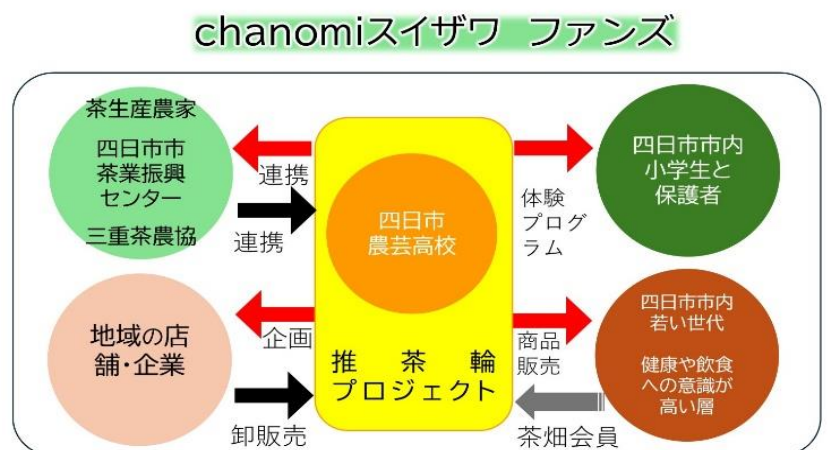 chanomiスイザワ ファンズ
茶生産農家
四日市市
茶業振興
センター
三重茶農協
連携
連携
四日市
農芸高校
体験
プログ
ラム
四日市市内
小学生と
保護者
地域の店
舗・企業
企画
卸販売
推茶輪
プロジェクト
商品
販売
茶畑会員
四日市市内
若い世代
健康や飲食
への意識が
高い層